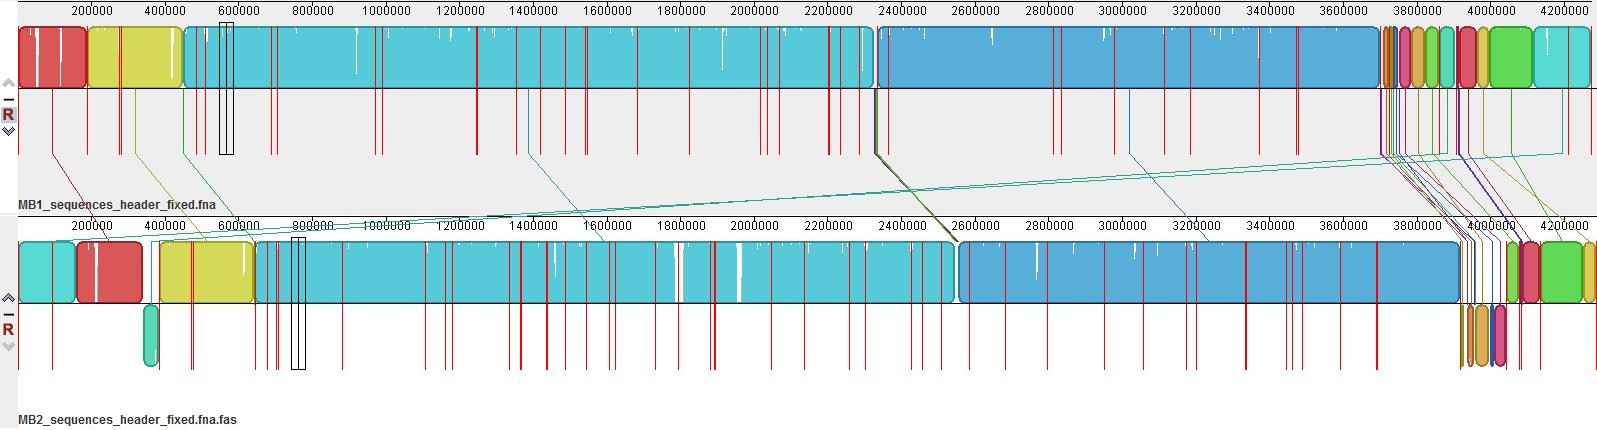 200000 400000 600000 800000 1000000 1200000 1400000 1600000 1800000 2000000 2200000 2400000 2600000 2800000 3000000 3200000 3400000 3600000 3800000 4000000 4200000
R
MB1_sequences_header_fixed.fna
200000 400000 600000 800000 1000000 1200000 1400000 1600000 1800000 2000000 2200000 2400000 2600000 2800000 3000000 3200000 3400000 3600000 3800000 4000000 4200000
R
MB2_sequences_header_fixed.fna.fas